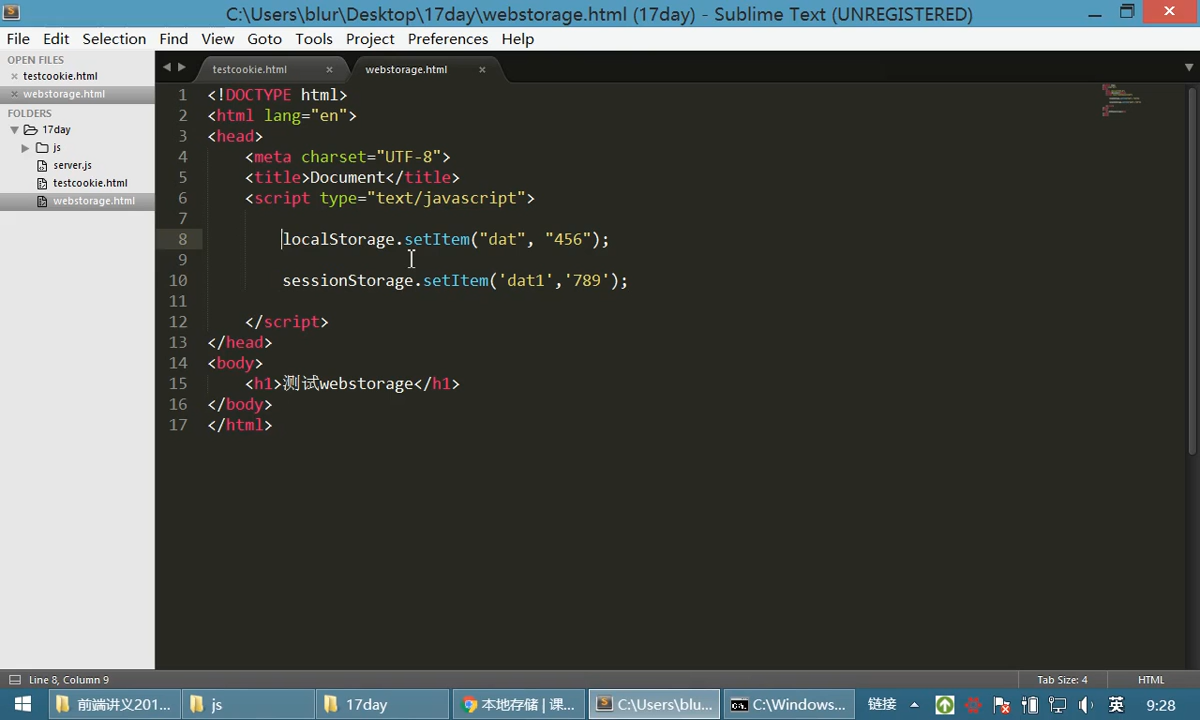 C:\Users\blur\Desktop\17day\webstorage.html (17day) - Sublime Text (UNREGISTERED)
File Edit Selection Find View Goto Tools Project Preferences Help
OPEN FILES
testcookie.html
webstorage.html
FOLDERS
17day
js
server.js
testcookie.html
webstorage.html
testcookie.html webstorage.html
1 <!DOCTYPE html>
2 <html lang="en">
3 <head>
4 <meta charset="UTF-8">
5 <title>Document</title>
6 <script type="text/javascript">
7
8 localStorage.setItem("dat", "456");
9
10 sessionStorage.setItem('dat1','789');
11
12 </script>
13 </head>
14 <body>
15 <h1>测试webstorage</h1>
16 </body>
17 </html>
Line 8, Column 9 Tab Size: 4 HTML
前端讲义201... js 17day 本地存储 | 课... C:\Users\blu... C:\Windows... 链接 英 9:28